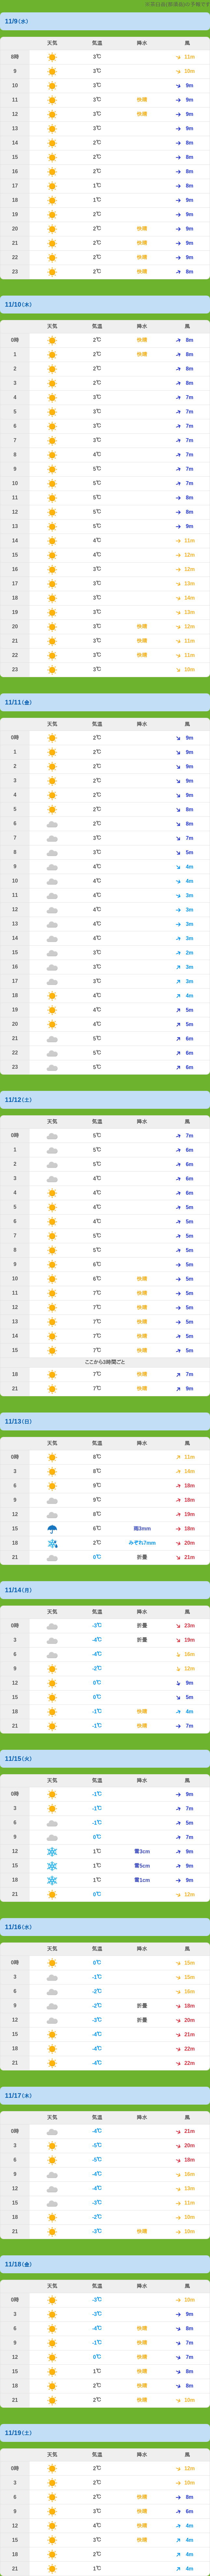 ※茶臼岳(那須岳)の予報です
11/9(水)
天気 気温 降水 風
8時 3℃ 11m
9 3℃ 10m
10 3℃ 9m
11 3℃ 快晴 9m
12 3℃ 快晴 9m
13 3℃ 9m
14 2℃ 8m
15 2℃ 8m
16 2℃ 8m
17 1℃ 8m
18 1℃ 9m
19 2℃ 9m
20 2℃ 快晴 9m
21 2℃ 快晴 9m
22 2℃ 快晴 9m
23 2℃ 快晴 8m
11/10(木)
天気 気温 降水 風
0時 2℃ 快晴 8m
1 2℃ 快晴 8m
2 2℃ 8m
3 2℃ 8m
4 3℃ 7m
5 3℃ 7m
6 3℃ 7m
7 3℃ 7m
8 4℃ 7m
9 5℃ 7m
10 5℃ 7m
11 5℃ 8m
12 5℃ 8m
13 5℃ 9m
14 4℃ 11m
15 4℃ 12m
16 3℃ 12m
17 3℃ 13m
18 3℃ 14m
19 3℃ 13m
20 3℃ 快晴 12m
21 3℃ 快晴 11m
22 3℃ 快晴 11m
23 3℃ 10m
11/11(金)
天気 気温 降水 風
0時 2℃ 9m
1 2℃ 9m
2 2℃ 9m
3 2℃ 9m
4 2℃ 9m
5 2℃ 8m
6 2℃ 8m
7 3℃ 7m
8 3℃ 5m
9 4℃ 4m
10 4℃ 4m
11 4℃ 3m
12 4℃ 3m
13 4℃ 3m
14 4℃ 3m
15 3℃ 2m
16 3℃ 3m
17 3℃ 3m
18 4℃ 4m
19 4℃ 5m
20 4℃ 5m
21 5℃ 6m
22 5℃ 6m
23 5℃ 6m
11/12(土)
天気 気温 降水 風
0時 5℃ 7m
1 5℃ 6m
2 5℃ 6m
3 4℃ 6m
4 4℃ 6m
5 4℃ 5m
6 4℃ 5m
7 5℃ 5m
8 5℃ 5m
9 6℃ 5m
10 6℃ 快晴 5m
11 7℃ 快晴 5m
12 7℃ 快晴 5m
13 7℃ 快晴 5m
14 7℃ 快晴 5m
15 7℃ 快晴 5m
ここから3時間ごと
18 7℃ 快晴 7m
21 7℃ 快晴 9m
11/13(日)
天気 気温 降水 風
0時 8℃ 11m
3 8℃ 14m
6 9℃ 18m
9 9℃ 18m
12 8℃ 19m
15 6℃ 雨3mm 18m
18 2℃ みぞれ7mm 20m
21 0℃ 21m
11/14(月)
天気 気温 降水 風
0時 -3℃ 23m
3 -4℃ 19m
6 -4℃ 16m
9 -2℃ 12m
12 0℃ 9m
15 0℃ 5m
18 -1℃ 快晴 4m
21 -1℃ 快晴 7m
11/15(火)
天気 気温 降水 風
0時 -1℃ 9m
3 -1℃ 7m
6 -1℃ 5m
9 0℃ 7m
12 1℃ 雪3cm 9m
15 1℃ 雪5cm 9m
18 1℃ 雪1cm 9m
21 0℃ 12m
11/16(水)
天気 気温 降水 風
0時 0℃ 15m
3 -1℃ 15m
6 -2℃ 16m
9 -2℃ 18m
12 -3℃ 20m
15 -4℃ 21m
18 -4℃ 22m
21 -4℃ 22m
11/17(木)
天気 気温 降水 風
0時 -4℃ 21m
3 -5℃ 20m
6 -5℃ 18m
9 -4℃ 16m
12 -4℃ 13m
15 -3℃ 11m
18 -2℃ 10m
21 -3℃ 快晴 10m
11/18(金)
天気 気温 降水 風
0時 -3℃ 10m
3 -3℃ 9m
6 -4℃ 快晴 8m
9 -1℃ 快晴 7m
12 0℃ 快晴 7m
15 1℃ 快晴 8m
18 2℃ 快晴 8m
21 2℃ 快晴 10m
11/19(土)
天気 気温 降水 風
0時 2℃ 12m
3 2℃ 10m
6 2℃ 快晴 8m
9 3℃ 快晴 6m
12 4℃ 快晴 4m
15 3℃ 快晴 4m
18 2℃ 4m
21 1℃ 4m